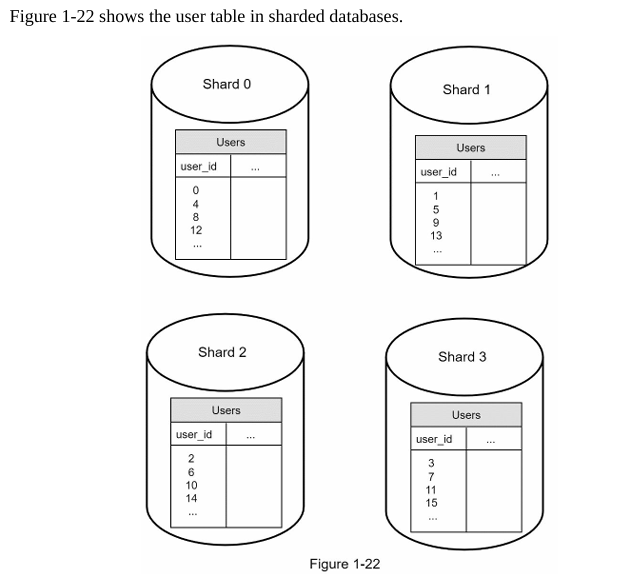 Figure 1-22 shows the user table in sharded databases.
Shard 0
Users
user_id ...
0
4
8
12
...
Shard 1
Users
user_id ...
1
5
9
13
...
Shard 2
Users
user_id ...
2
6
10
14
...
Shard 3
Users
user_id ...
3
7
11
15
...
Figure 1-22